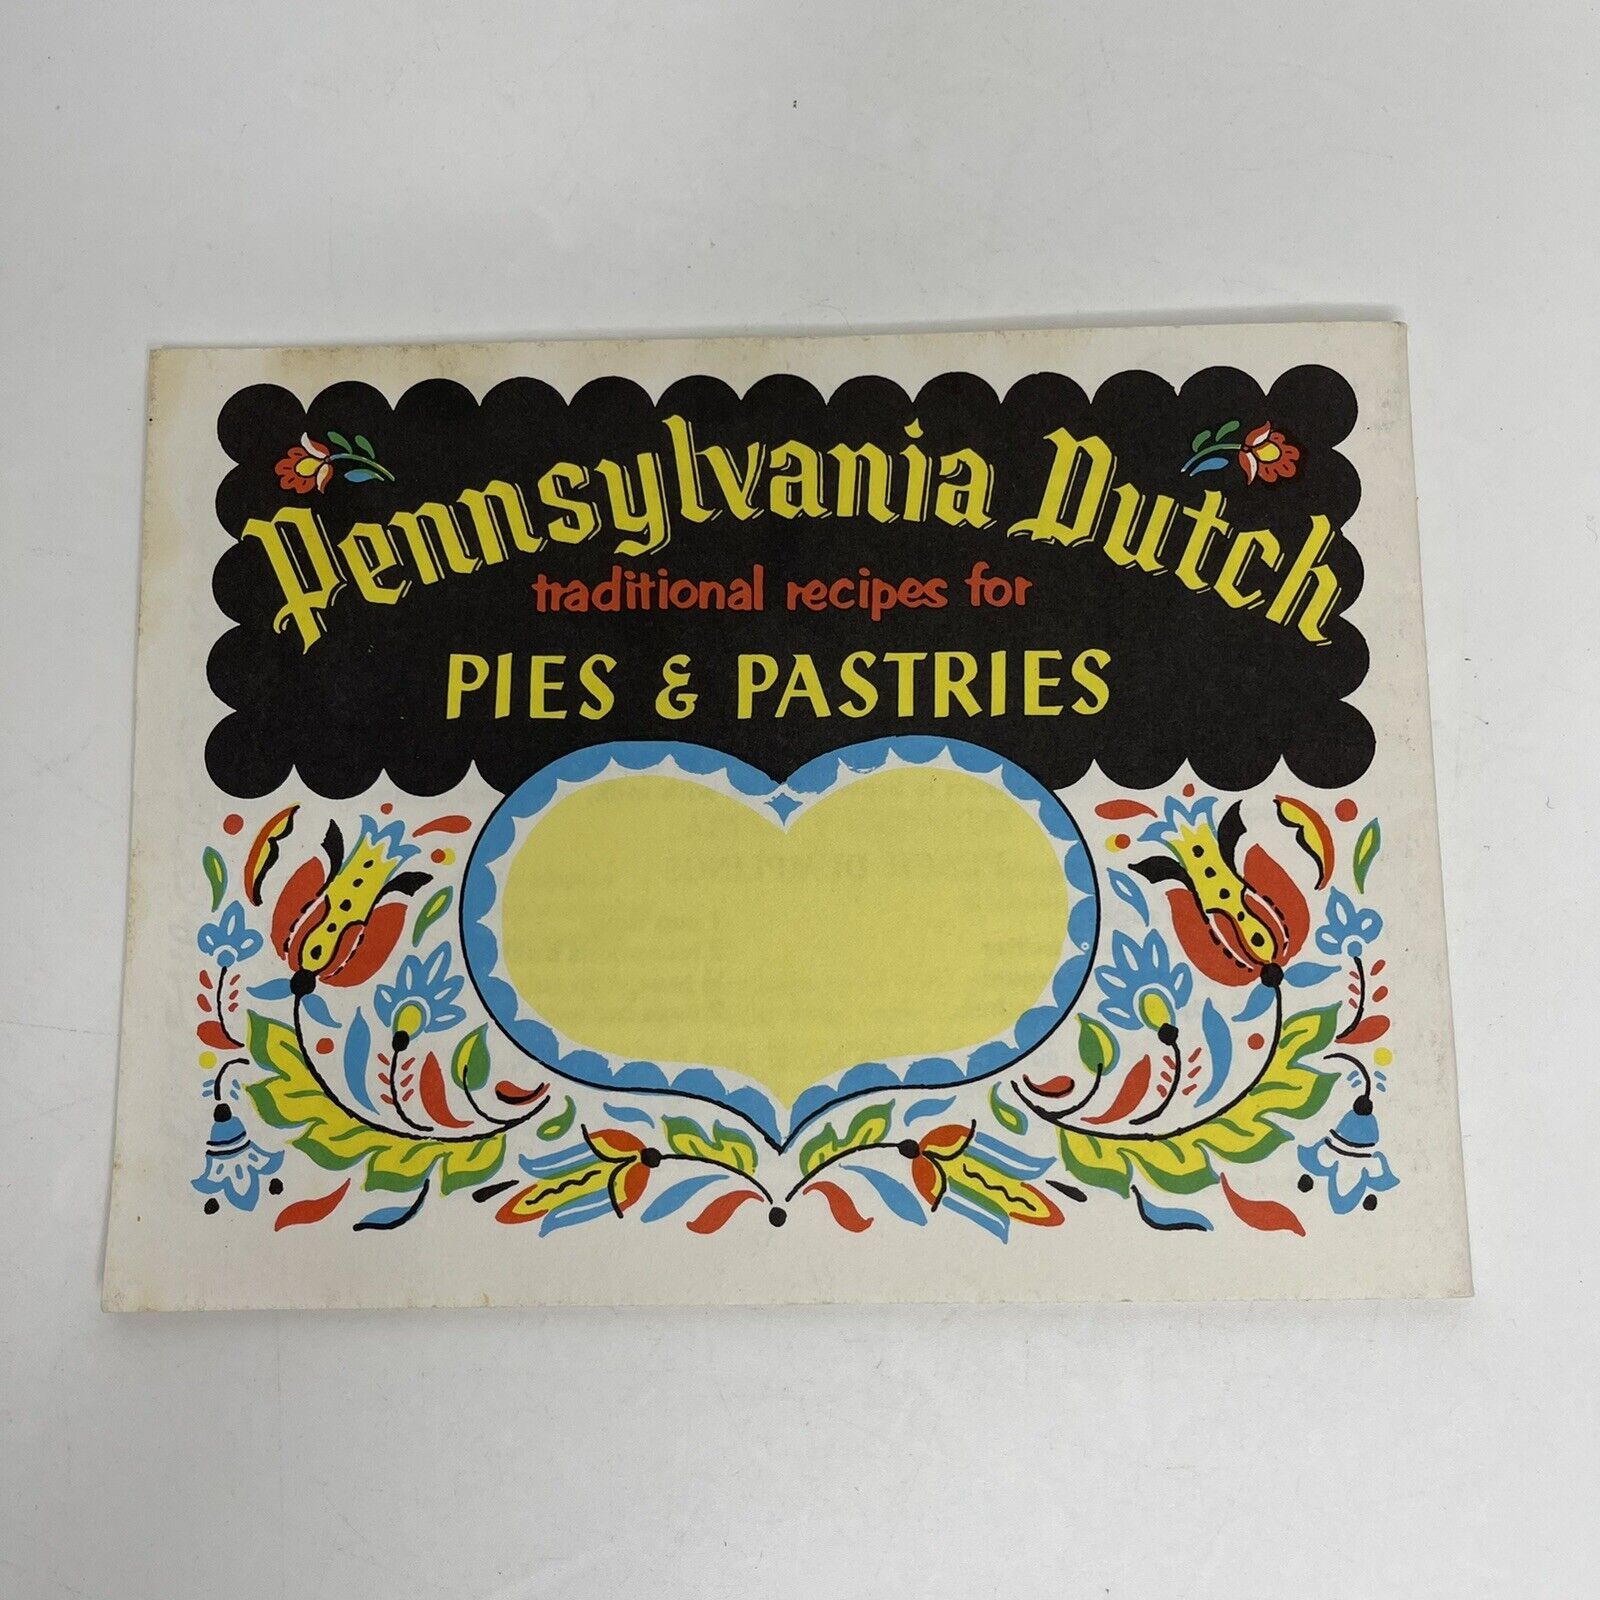 Pennsylvania Dutch
traditional recipes for
PIES & PASTRIES